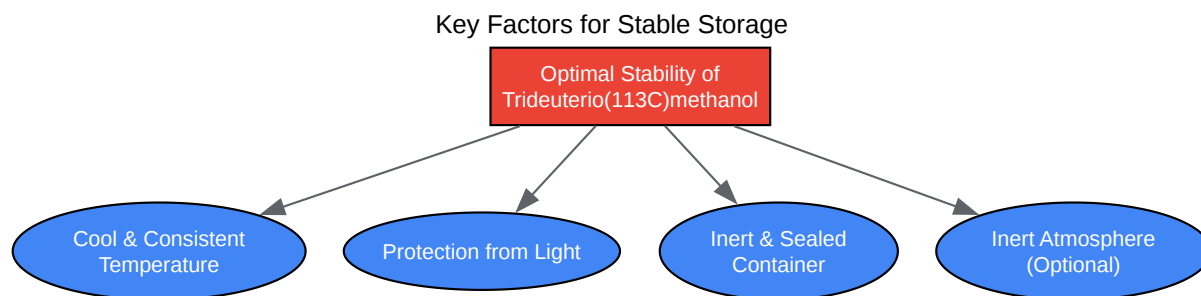 Key Factors for Stable Storage
Optimal Stability of
Trideuterio(113C)methanol
Cool & Consistent
Temperature
Protection from Light
Inert & Sealed
Container
Inert Atmosphere
(Optional)